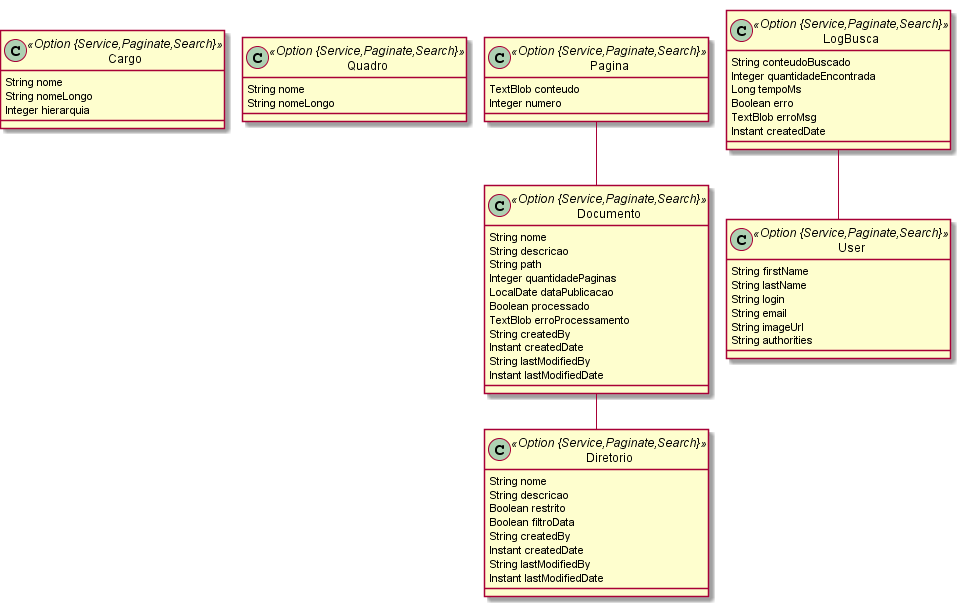 C
«Option {Service,Paginate,Search}»
Cargo
String nome
String nomeLongo
Integer hierarquia
C
«Option {Service,Paginate,Search}»
Quadro
String nome
String nomeLongo
C
«Option {Service,Paginate,Search}»
Pagina
TextBlob conteudo
Integer numero
C
«Option {Service,Paginate,Search}»
LogBusca
String conteudoBuscado
Integer quantidadeEncontrada
Long tempoMs
Boolean erro
TextBlob erroMsg
Instant createdDate
C
«Option {Service,Paginate,Search}»
Documento
String nome
String descricao
String path
Integer quantidadePaginas
LocalDate dataPublicacao
Boolean processado
TextBlob erroProcessamento
String createdBy
Instant createdDate
String lastModifiedBy
Instant lastModifiedDate
C
«Option {Service,Paginate,Search}»
User
String firstName
String lastName
String login
String email
String imageUrl
String authorities
C
«Option {Service,Paginate,Search}»
Diretorio
String nome
String descricao
Boolean restrito
Boolean filtroData
String createdBy
Instant createdDate
String lastModifiedBy
Instant lastModifiedDate